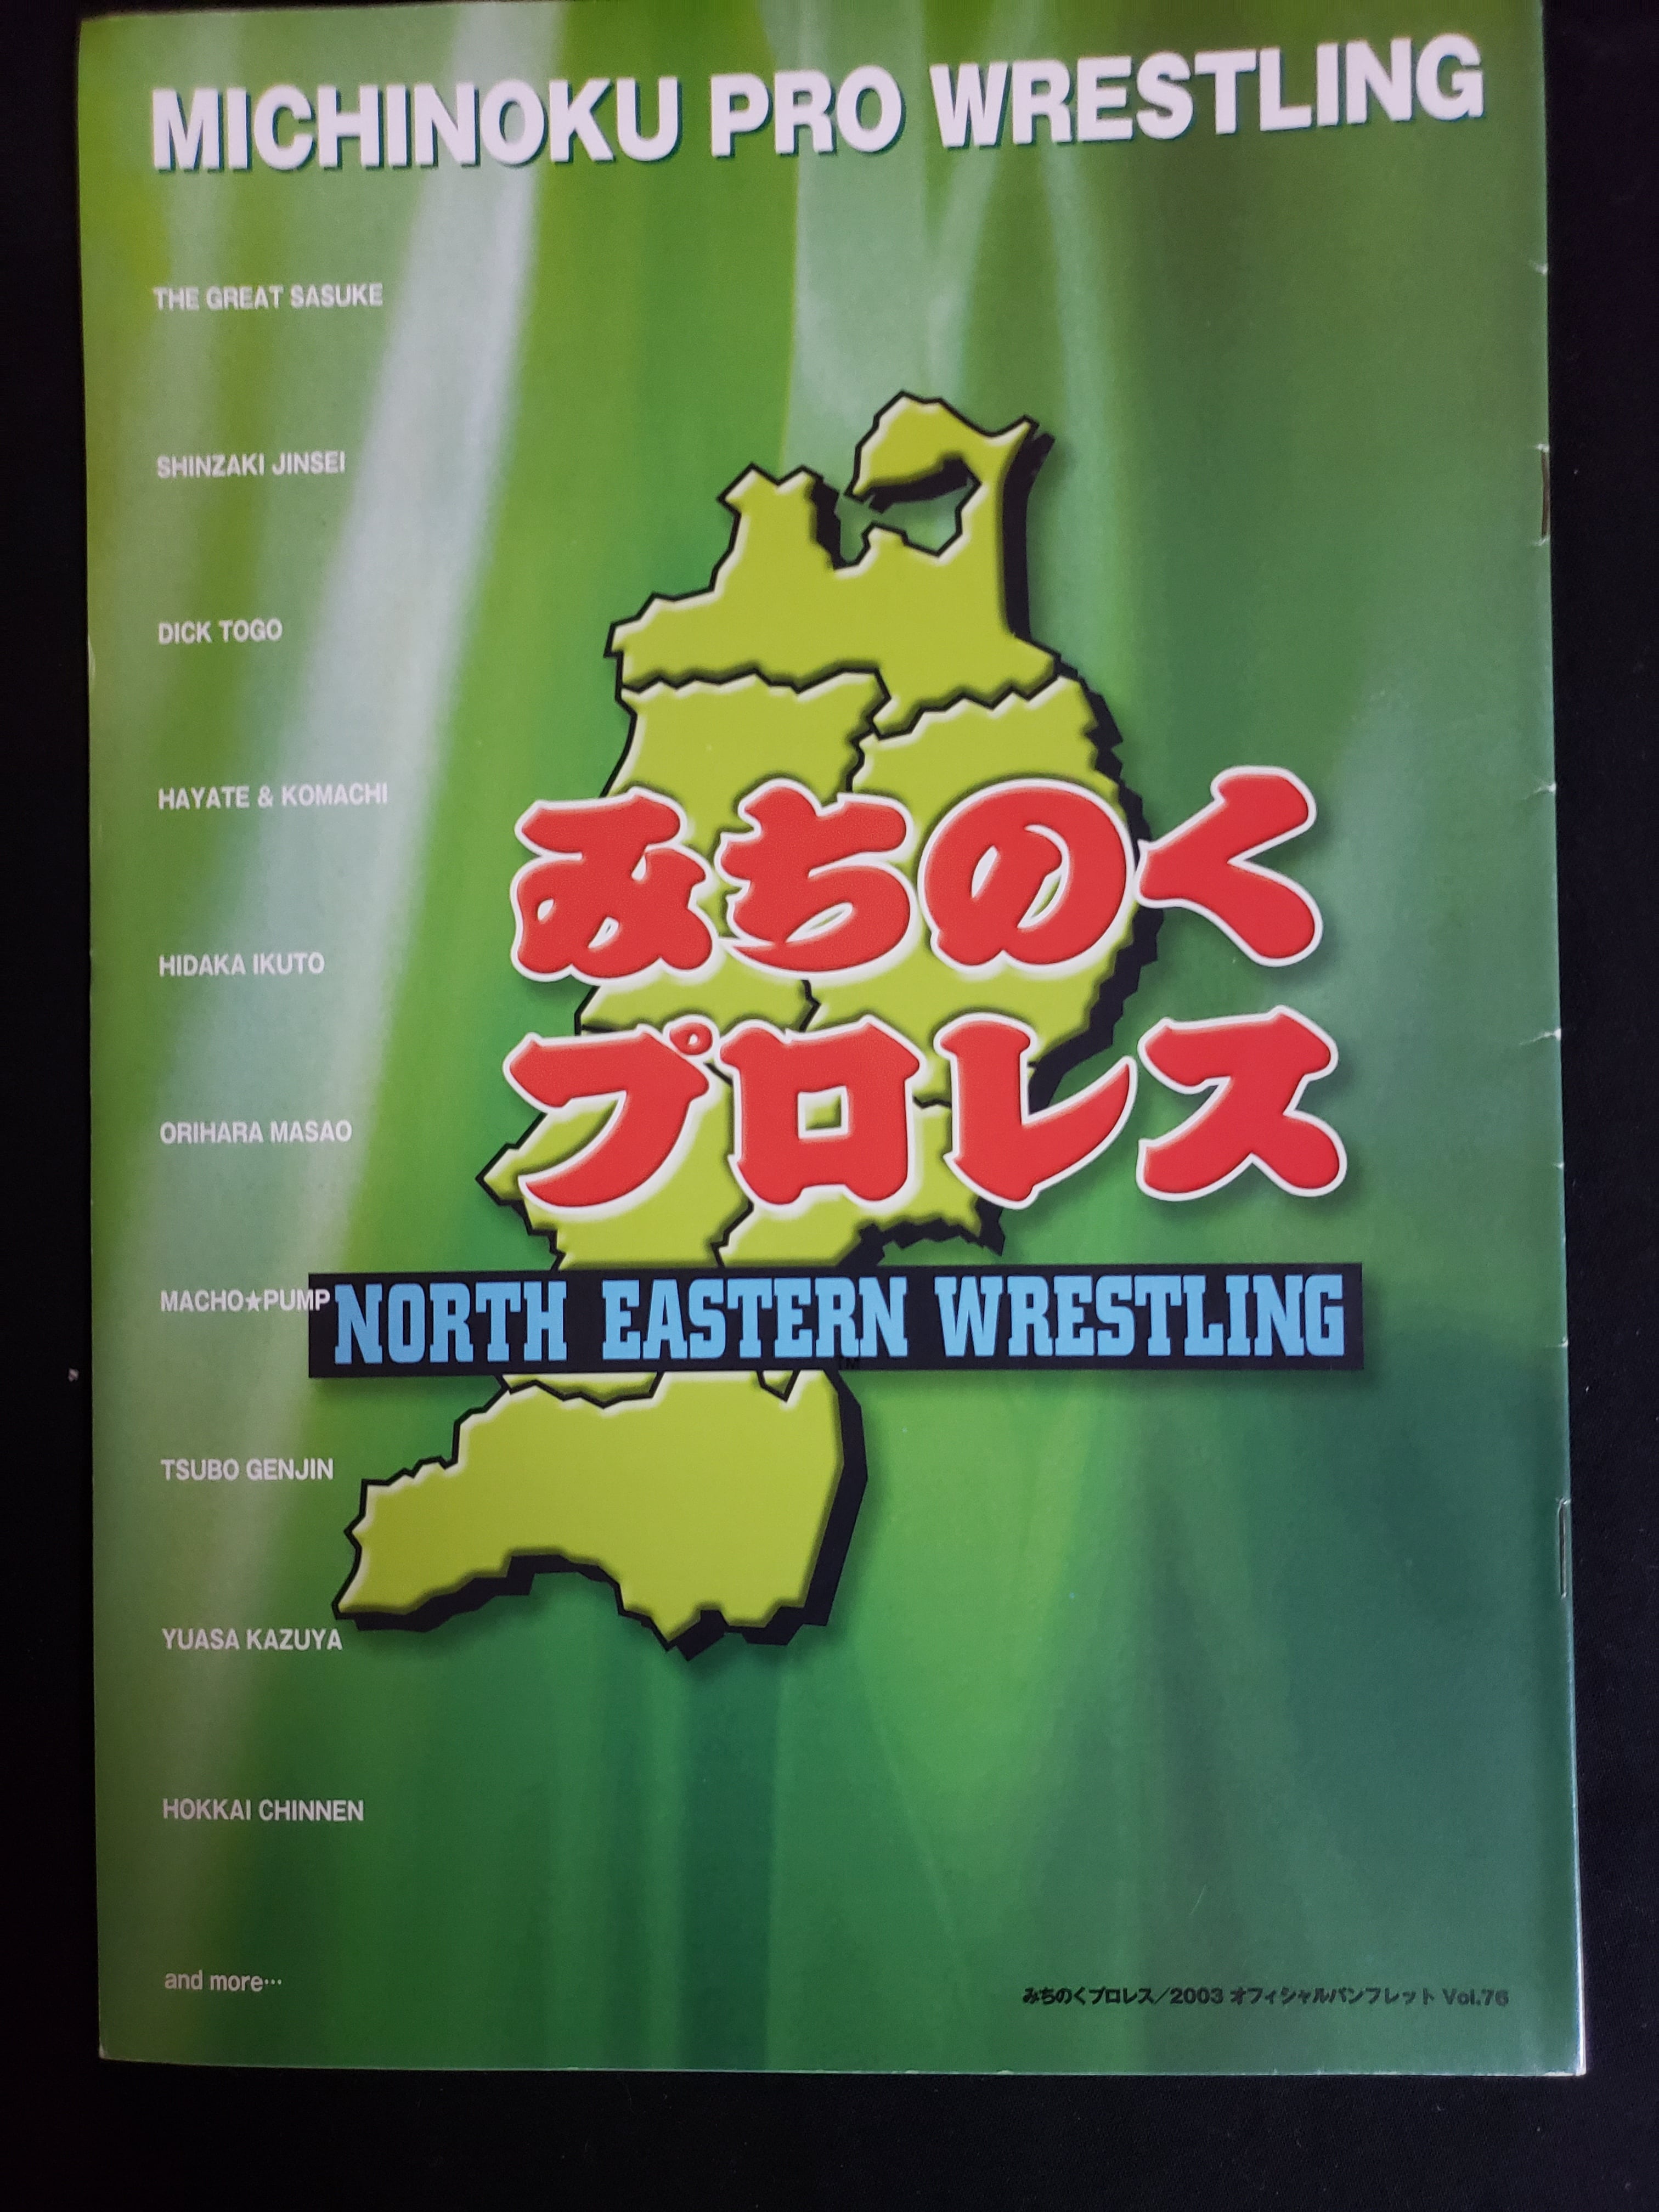 MICHINOKU PRO WRESTLING
THE GREAT SASUKE
SHINZAKI JINSEI
DICK TOGO
HAYATE & KOMACHI
HIDAKA IKUTO
ORIHARA MASAO
MACHO★PUMP
TSUBO GENJIN
YUASA KAZUYA
HOKKAI CHINNEN
and more…
みちのく
プロレス
NORTH EASTERN WRESTLING
TM
みちのくプロレス/2003 オフィシャルパンフレット Vol.76